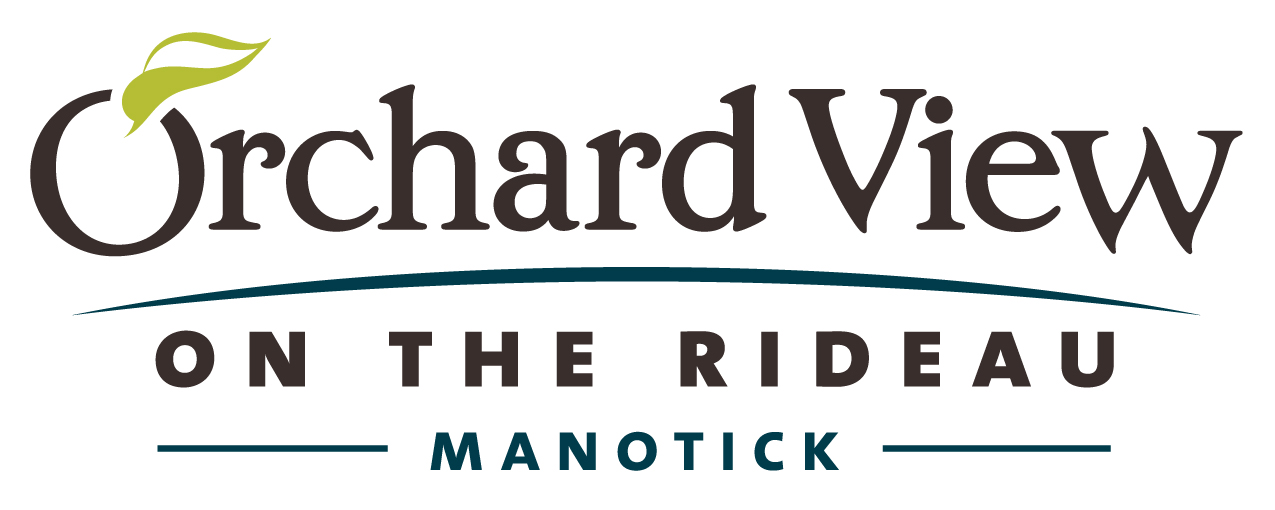 Orchard View
ON THE RIDEAU
MANOTICK